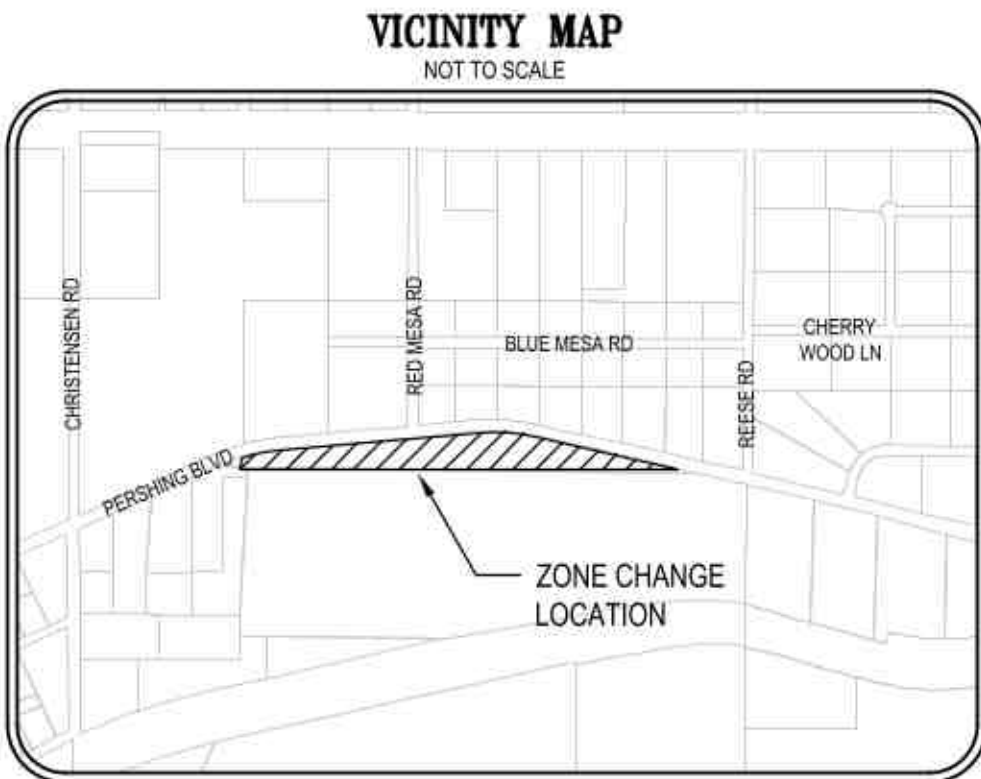 VICINITY MAP
NOT TO SCALE
CHRISTENSEN RD
RED MESA RD
BLUE MESA RD
REESE RD
CHERRY
WOOD LN
PERSHING BLVD
ZONE CHANGE
LOCATION